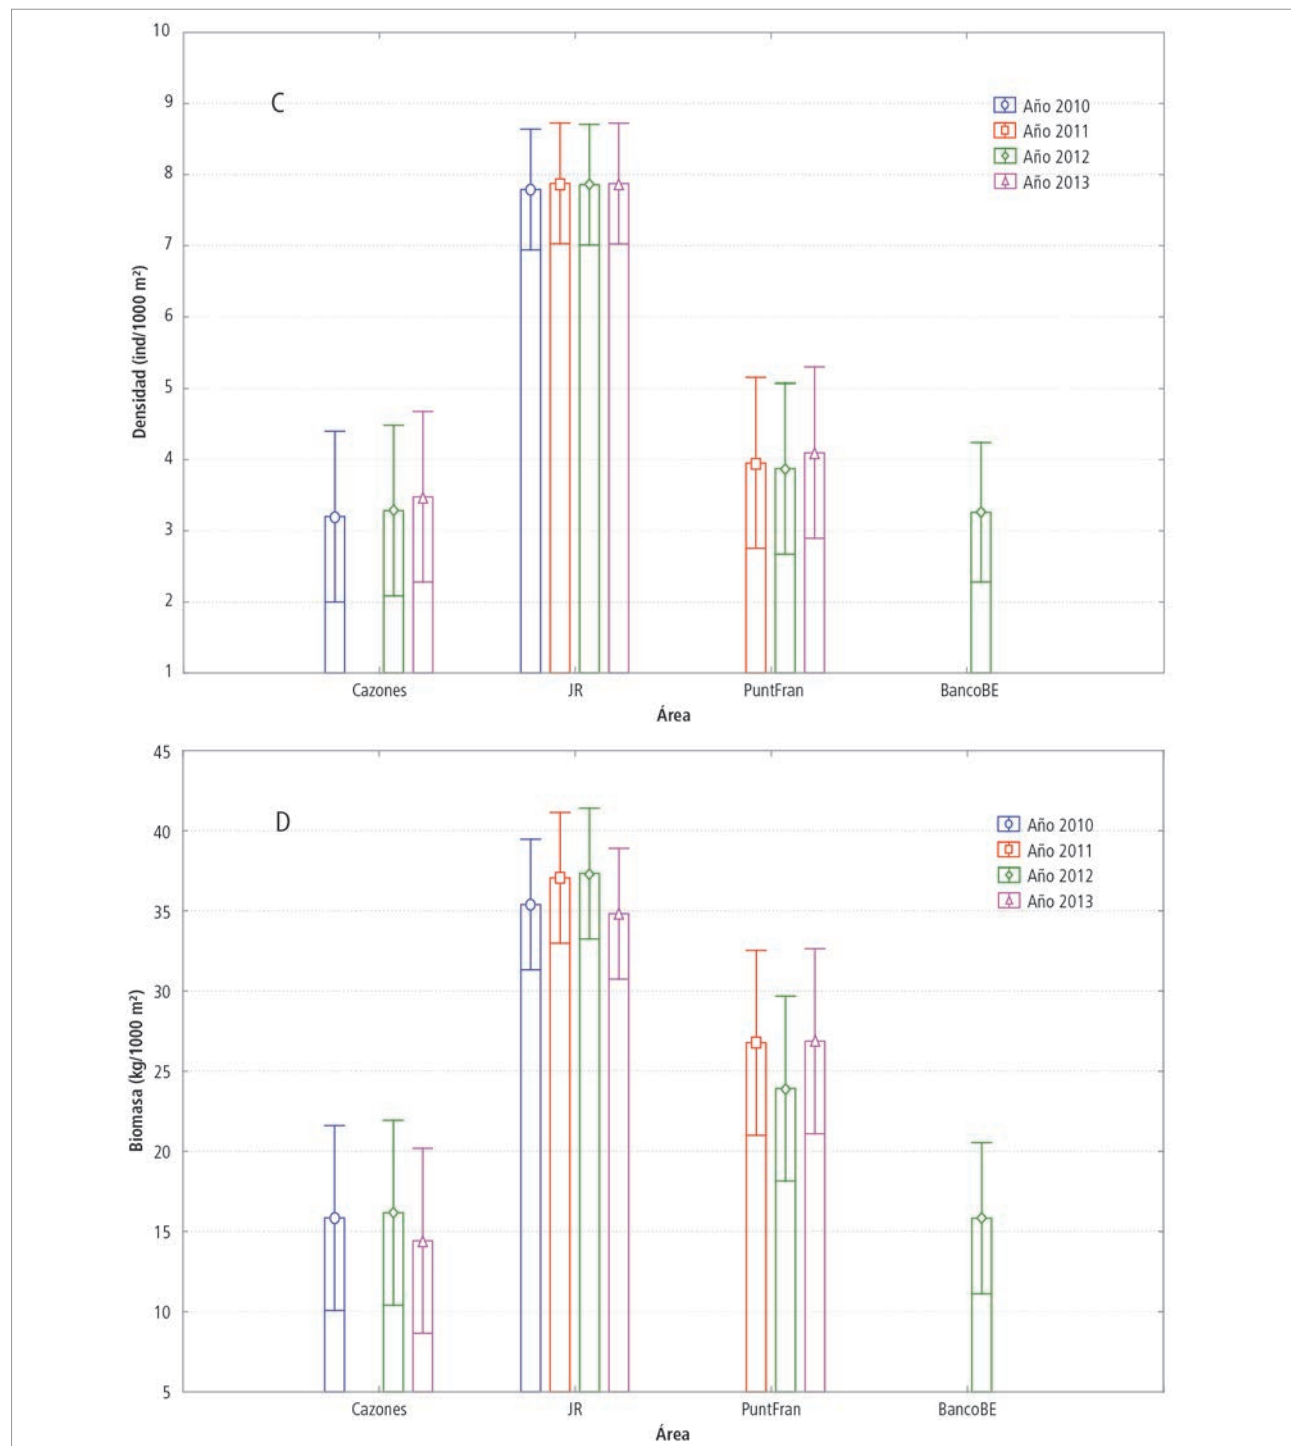 10
9
8
7
6
5
4
3
2
1
Densidad (ind/1000 m²)
C
Año 2010
Año 2011
Año 2012
Año 2013
Cazones JR PuntFran BancoBE
Área
45
40
35
30
25
20
15
10
5
Biomasa (kg/1000 m²)
D
Año 2010
Año 2011
Año 2012
Año 2013
Cazones JR PuntFran BancoBE
Área